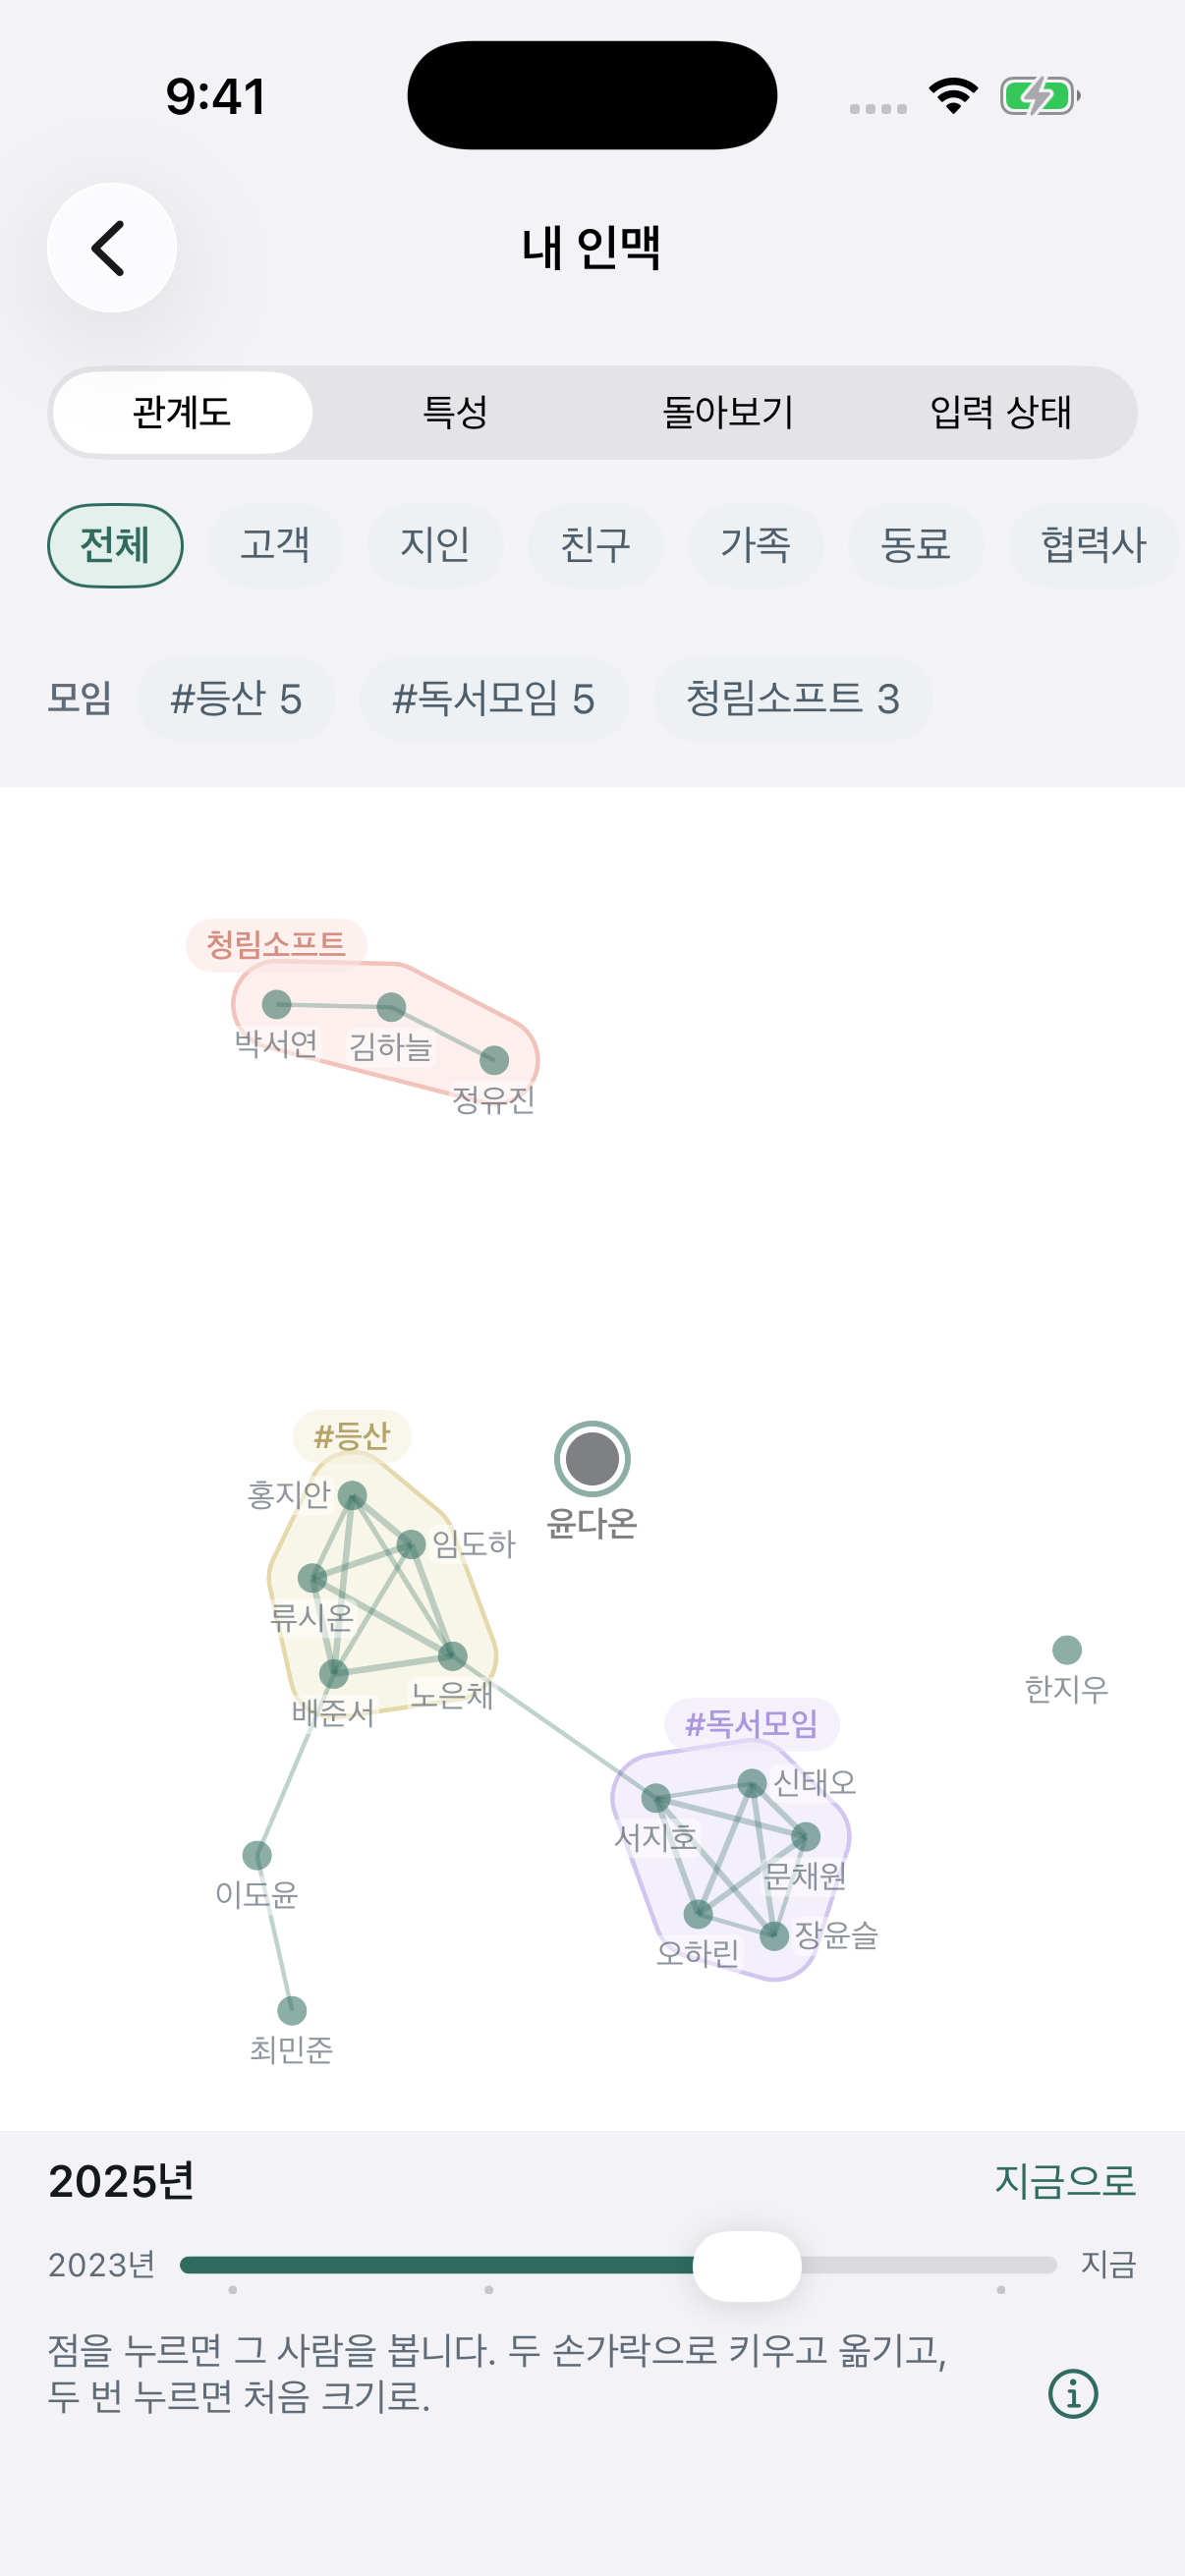 9:41
내 인맥
관계도 특성 돌아보기 입력 상태
전체 고객 지인 친구 가족 동료 협력사
모임 #등산 5 #독서모임 5 청림소프트 3
청림소프트
박서연 김하늘
정유진
#등산
홍지안
윤다온
임도하
류시온
한지우
노은채
배준서
#독서모임
신태오
서지호
문채원
이도윤
장윤슬
오하린
최민준
2025년 지금으로
2023년 지금
점을 누르면 그 사람을 봅니다. 두 손가락으로 키우고 옮기고,
두 번 누르면 처음 크기로.